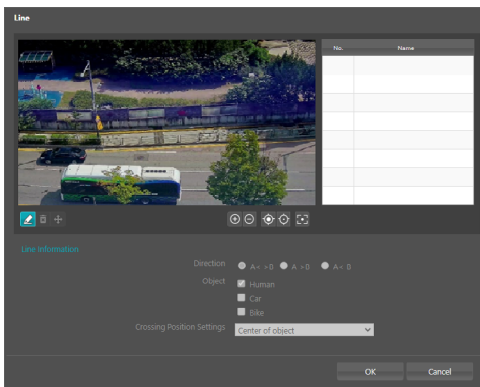 Line
No. Name
Line Information
Direction
Object Human
Car
Bike
Crossing Position Settings Center of object
OK Cancel